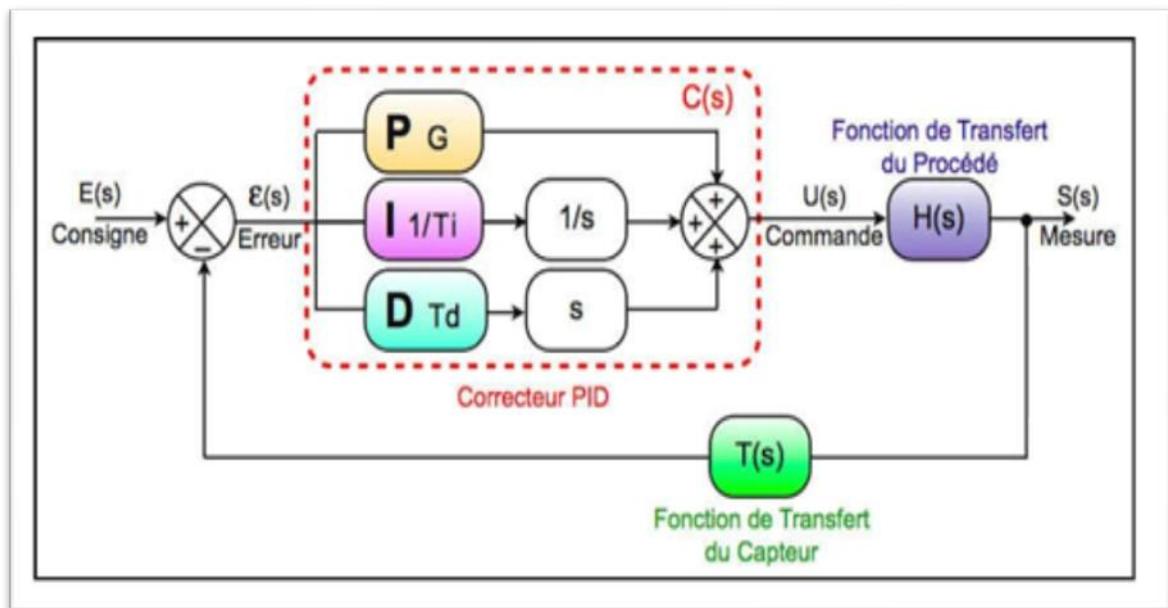 C(s)
P G
Fonction de Transfert
du Procédé
E(s)
Consigne
+
−
Ɛ(s)
Erreur
I 1/Ti
1/s
+
+
+
U(s)
Commande
H(s)
S(s)
Mesure
D Td
s
Correcteur PID
T(s)
Fonction de Transfert
du Capteur